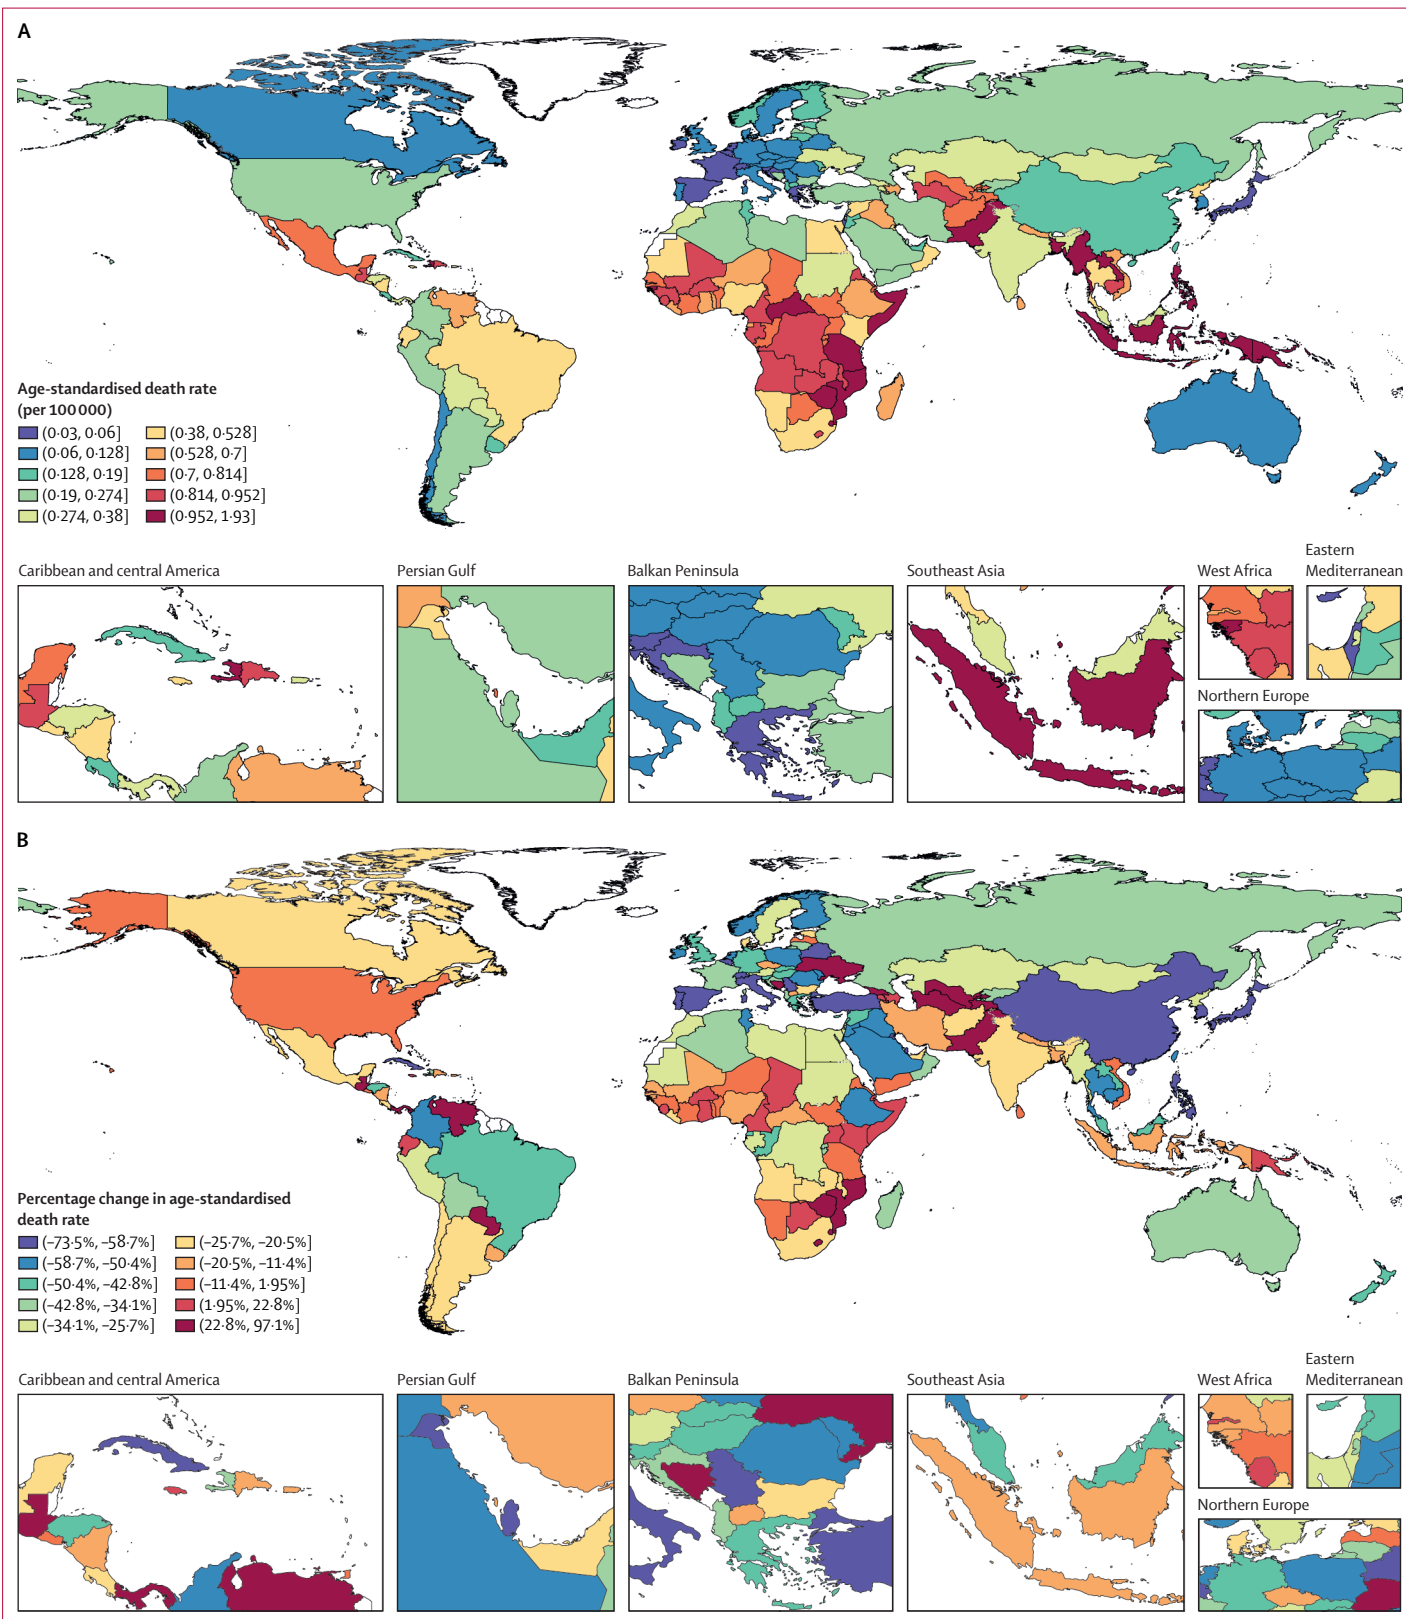 A
Age-standardised death rate
(per 100 000)
(0·03, 0·06]
(0·06, 0·128]
(0·128, 0·19]
(0·19, 0·274]
(0·274, 0·38]
(0·38, 0·528]
(0·528, 0·7]
(0·7, 0·814]
(0·814, 0·952]
(0·952, 1·93]
Caribbean and central America
Persian Gulf
Balkan Peninsula
Southeast Asia
West Africa
Eastern
Mediterranean
Northern Europe
B
Percentage change in age-standardised
death rate
(–73·5%, –58·7%]
(–58·7%, –50·4%]
(–50·4%, –42·8%]
(–42·8%, –34·1%]
(–34·1%, –25·7%]
(–25·7%, –20·5%]
(–20·5%, –11·4%]
(–11·4%, 1·95%]
(1·95%, 22·8%]
(22·8%, 97·1%]
Caribbean and central America
Persian Gulf
Balkan Peninsula
Southeast Asia
West Africa
Eastern
Mediterranean
Northern Europe